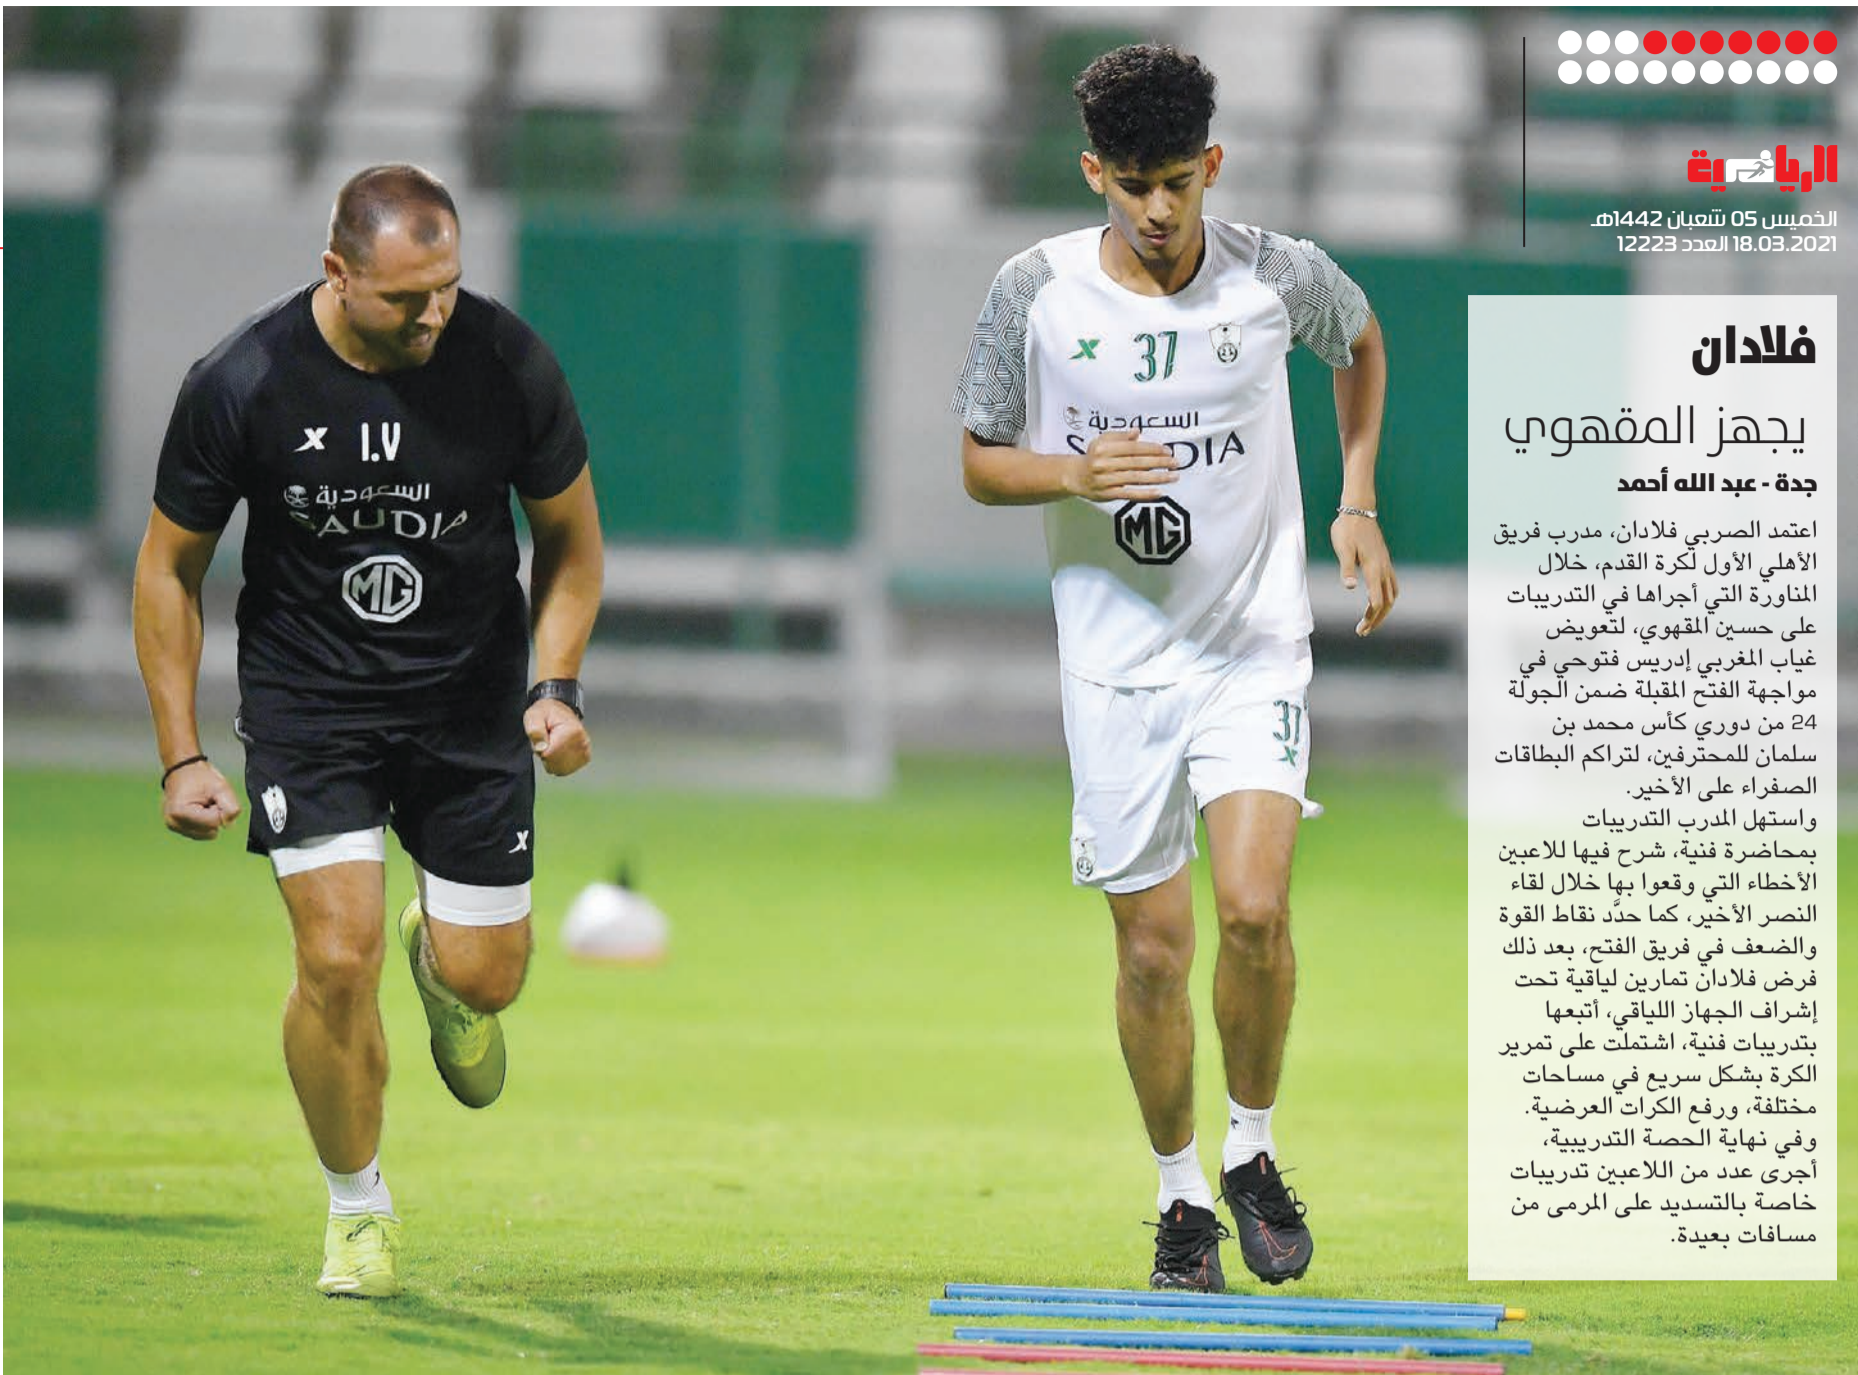 الرياضية
الخميس 05 شعبان 1442هـ
18.03.2021 العدد 12223
فلادان
يجهز المقهوي
جدة - عبد الله أحمد
اعتمد الصربي فلادان، مدرب فريق
الأهلي الأول لكرة القدم، خلال
المناورة التي أجراها في التدريبات
على حسين المقهوي، لتعويض
غياب المغربي إدريس فتوحي في
مواجهة الفتح المقبلة ضمن الجولة
24 من دوري كأس محمد بن
سلمان للمحترفين، لتراكم البطاقات
الصفراء على الأخير.
واستهل المدرب التدريبات
بمحاضرة فنية، شرح فيها للاعبين
الأخطاء التي وقعوا بها خلال لقاء
النصر الأخير، كما حدَّد نقاط القوة
والضعف في فريق الفتح، بعد ذلك
فرض فلادان تمارين لياقية تحت
إشراف الجهاز اللياقي، أتبعها
بتدريبات فنية، اشتملت على تمرير
الكرة بشكل سريع في مساحات
مختلفة، ورفع الكرات العرضية.
وفي نهاية الحصة التدريبية،
أجرى عدد من اللاعبين تدريبات
خاصة بالتسديد على المرمى من
مسافات بعيدة.
37
السعودية
SAUDIA
MG
37
I.V
السعودية
SAUDIA
MG